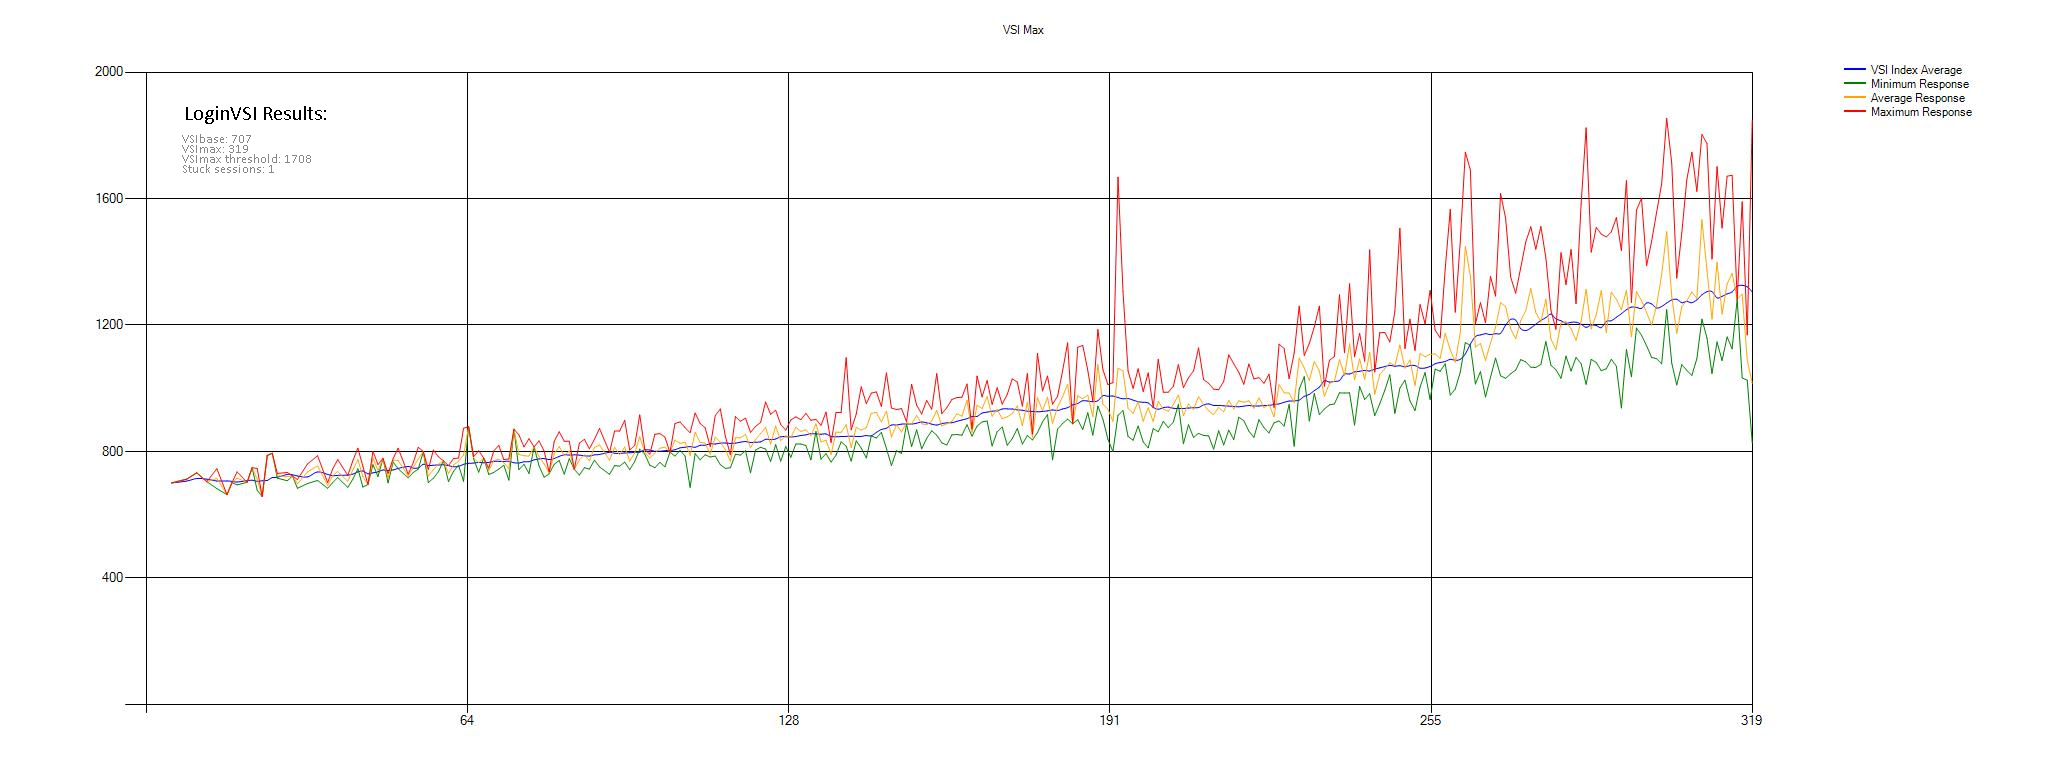 VSI Max
2000
1600
1200
800
400
64
128
191
255
319
LoginVSI Results:
VSIbase: 707
VSImax: 319
VSImax threshold: 1708
Stuck sessions: 1
VSI Index Average
Minimum Response
Average Response
Maximum Response